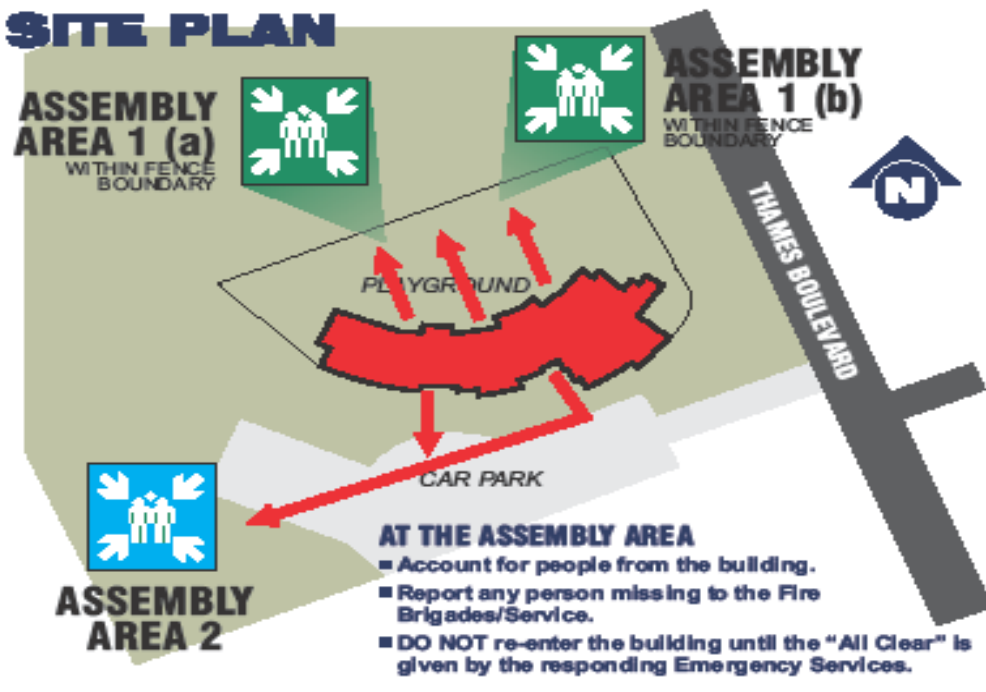 SITE PLAN
ASSEMBLY
AREA 1 (a)
WITHIN FENCE
BOUNDARY
ASSEMBLY
AREA 1 (b)
WITHIN FENCE
BOUNDARY
N
THAMES BOULEVARD
PLAYGROUND
CAR PARK
ASSEMBLY
AREA 2
AT THE ASSEMBLY AREA
Account for people from the building.
Report any person missing to the Fire
Brigades/Service.
DO NOT re-enter the building until the “All Clear” is
given by the responding Emergency Services.